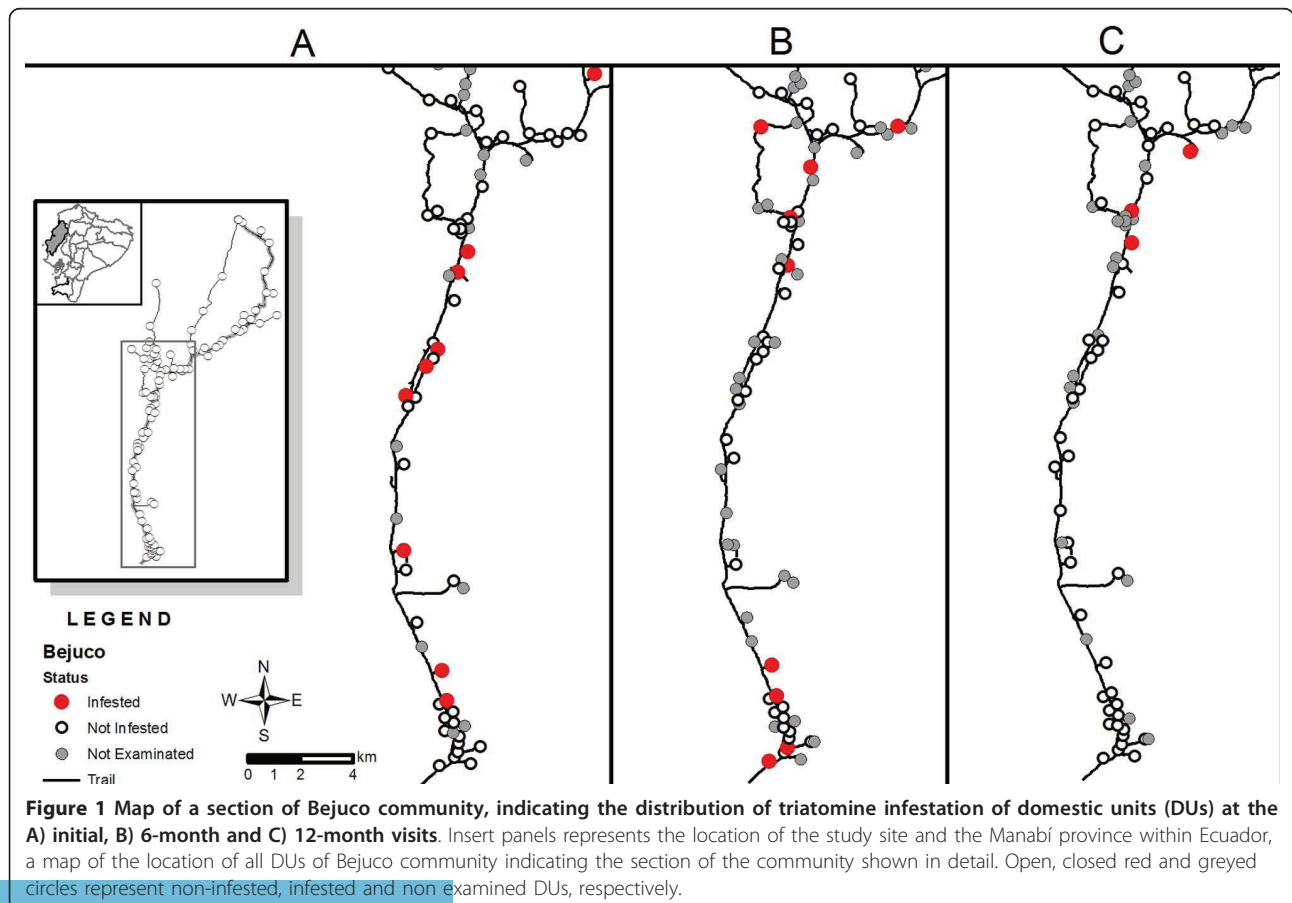 A
B
C
LEGEND
Bejuco
Status
Infested
Not Infested
Not Examinated
Trail
N
W E
S
0 1 2 4 km
Figure 1 Map of a section of Bejuco community, indicating the distribution of triatomine infestation of domestic units (DUs) at the
A) initial, B) 6-month and C) 12-month visits. Insert panels represents the location of the study site and the Manabí province within Ecuador,
a map of the location of all DUs of Bejuco community indicating the section of the community shown in detail. Open, closed red and greyed
circles represent non-infested, infested and non examined DUs, respectively.